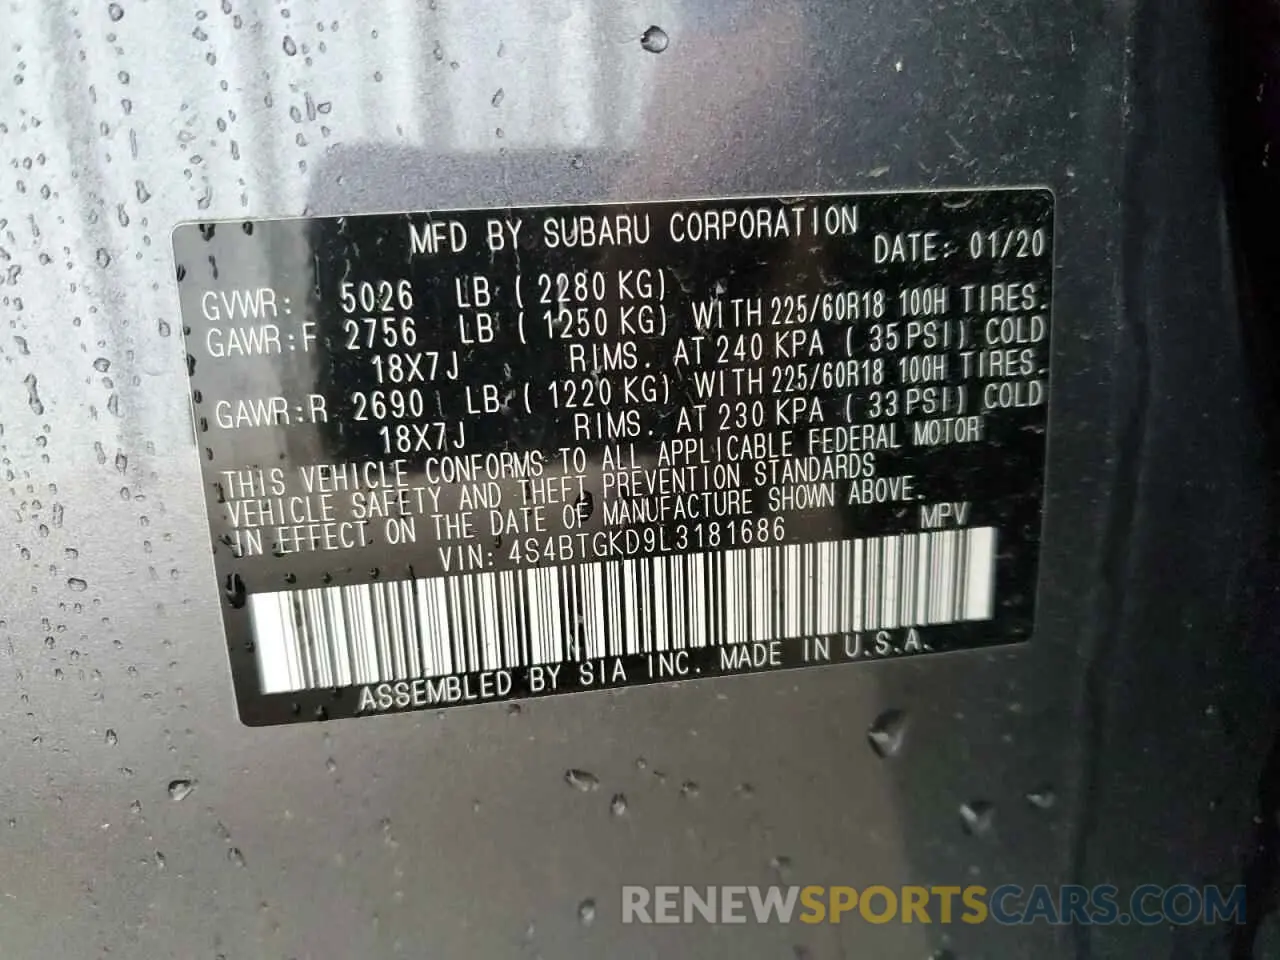 MFD BY SUBARU CORPORATION
DATE: 01/20
GVWR: 5026 LB ( 2280 KG)
GAWR:F 2756 LB ( 1250 KG) WITH 225/60R18 100H TIRES.
18X7J RIMS. AT 240 KPA ( 35 PSI) COLD
GAWR:R 2690 LB ( 1220 KG) WITH 225/60R18 100H TIRES.
18X7J RIMS. AT 230 KPA ( 33 PSI) COLD
THIS VEHICLE CONFORMS TO ALL APPLICABLE FEDERAL MOTOR
VEHICLE SAFETY AND THEFT PREVENTION STANDARDS
IN EFFECT ON THE DATE OF MANUFACTURE SHOWN ABOVE.
VIN: 4S4BTGKD9L3181686 MPV
ASSEMBLED BY SIA INC. MADE IN U.S.A.
RENEWSPORTSCARS.COM